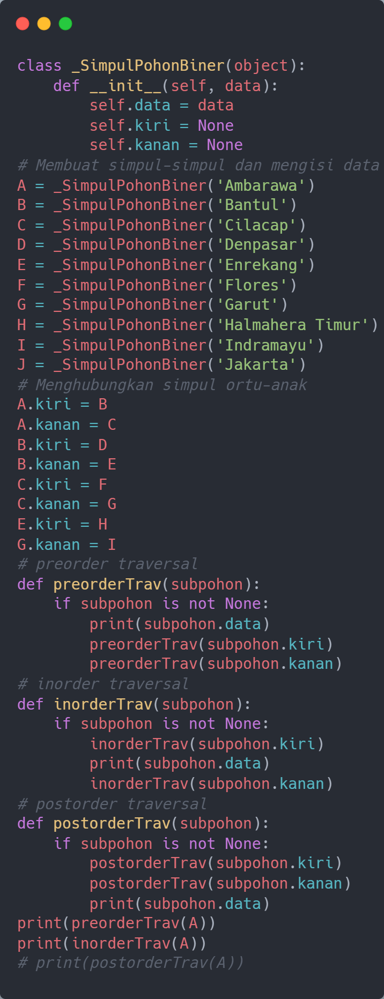 class _SimpulPohonBiner(object):
    def __init__(self, data):
        self.data = data
        self.kiri = None
        self.kanan = None
# Membuat simpul-simpul dan mengisi data
A = _SimpulPohonBiner('Ambarawa')
B = _SimpulPohonBiner('Bantul')
C = _SimpulPohonBiner('Cilacap')
D = _SimpulPohonBiner('Denpasar')
E = _SimpulPohonBiner('Enrekang')
F = _SimpulPohonBiner('Flores')
G = _SimpulPohonBiner('Garut')
H = _SimpulPohonBiner('Halmahera Timur')
I = _SimpulPohonBiner('Indramayu')
J = _SimpulPohonBiner('Jakarta')
# Menghubungkan simpul ortu-anak
A.kiri = B
A.kanan = C
B.kiri = D
B.kanan = E
C.kiri = F
C.kanan = G
E.kiri = H
G.kanan = I
# preorder traversal
def preorderTrav(subpohon):
    if subpohon is not None:
        print(subpohon.data)
        preorderTrav(subpohon.kiri)
        preorderTrav(subpohon.kanan)
# inorder traversal
def inorderTrav(subpohon):
    if subpohon is not None:
        inorderTrav(subpohon.kiri)
        print(subpohon.data)
        inorderTrav(subpohon.kanan)
# postorder traversal
def postorderTrav(subpohon):
    if subpohon is not None:
        postorderTrav(subpohon.kiri)
        postorderTrav(subpohon.kanan)
        print(subpohon.data)
print(preorderTrav(A))
print(inorderTrav(A))
# print(postorderTrav(A))